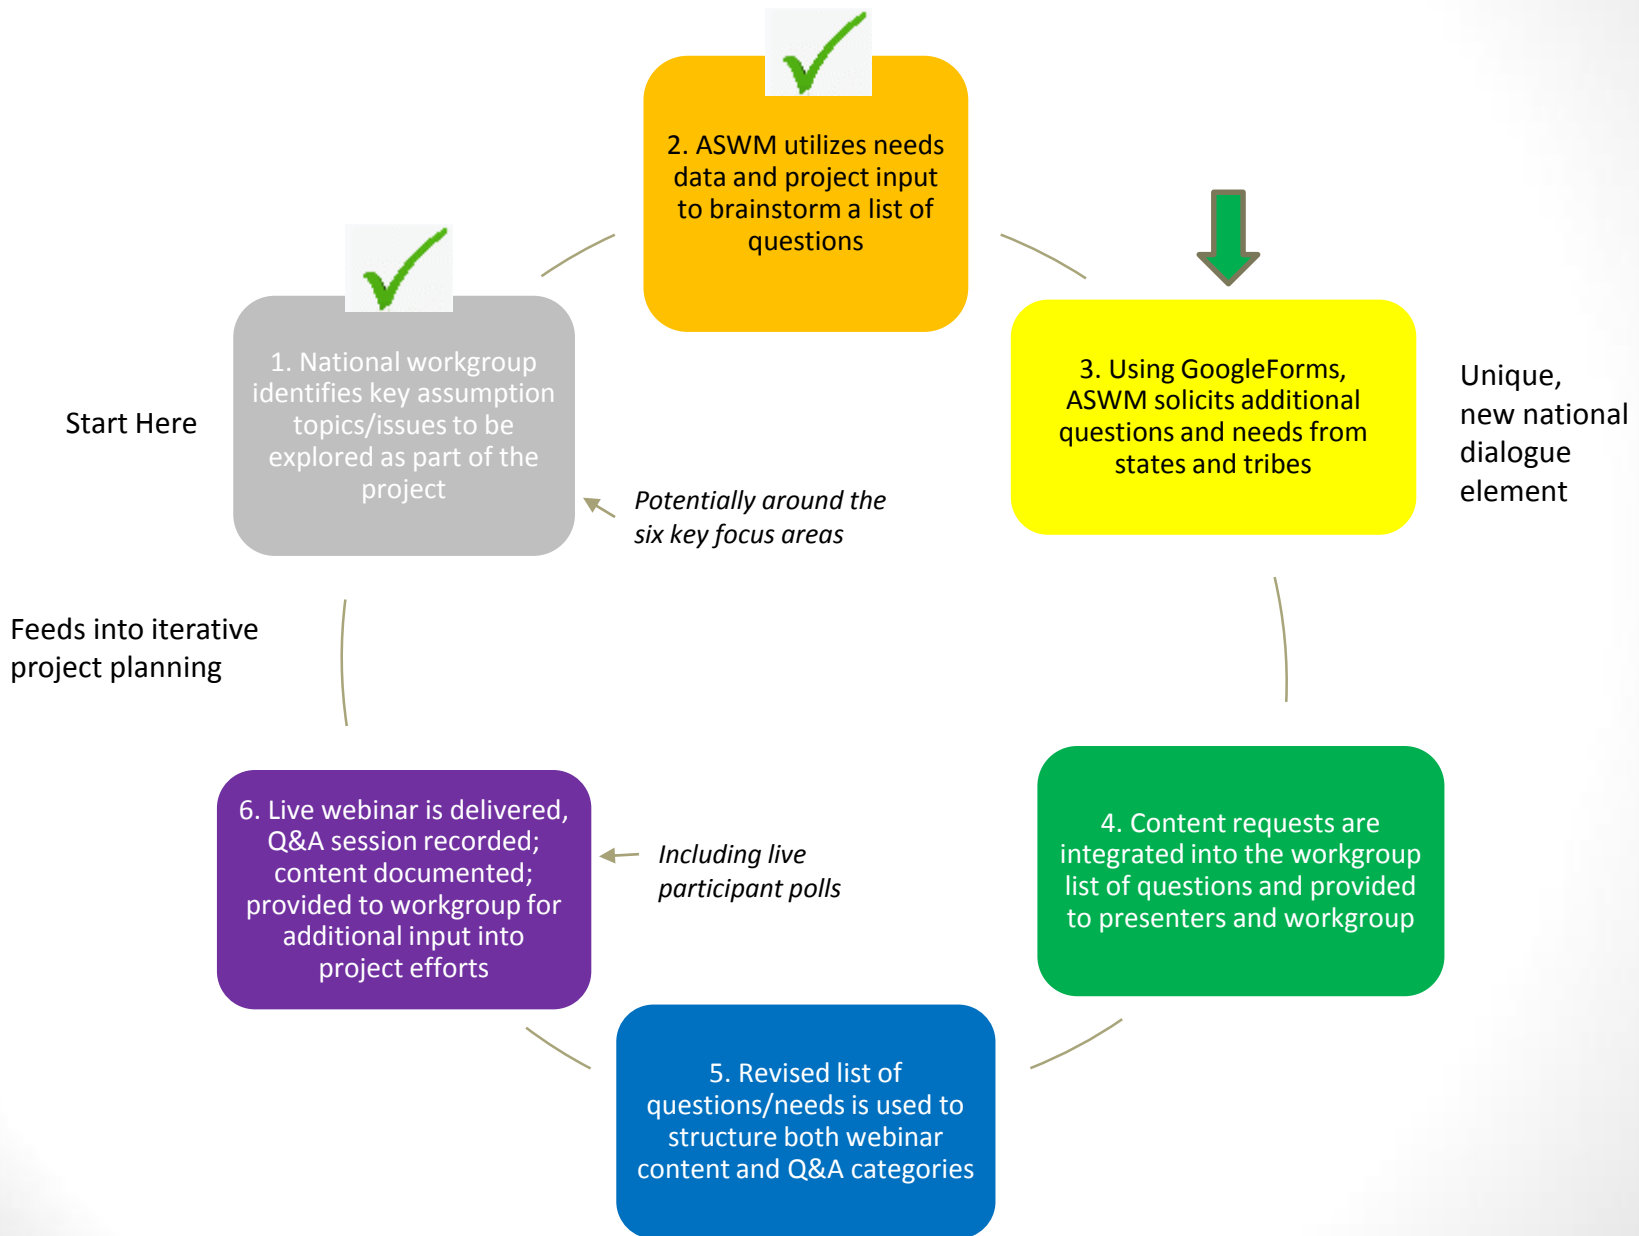 Start Here
1. National workgroup
identifies key assumption
topics/issues to be
explored as part of the
project
Potentially around the
six key focus areas
2. ASWM utilizes needs
data and project input
to brainstorm a list of
questions
3. Using GoogleForms,
ASWM solicits additional
questions and needs from
states and tribes
Unique,
new national
dialogue
element
4. Content requests are
integrated into the workgroup
list of questions and provided
to presenters and workgroup
5. Revised list of
questions/needs is used to
structure both webinar
content and Q&A categories
6. Live webinar is delivered,
Q&A session recorded;
content documented;
provided to workgroup for
additional input into
project efforts
Including live
participant polls
Feeds into iterative
project planning